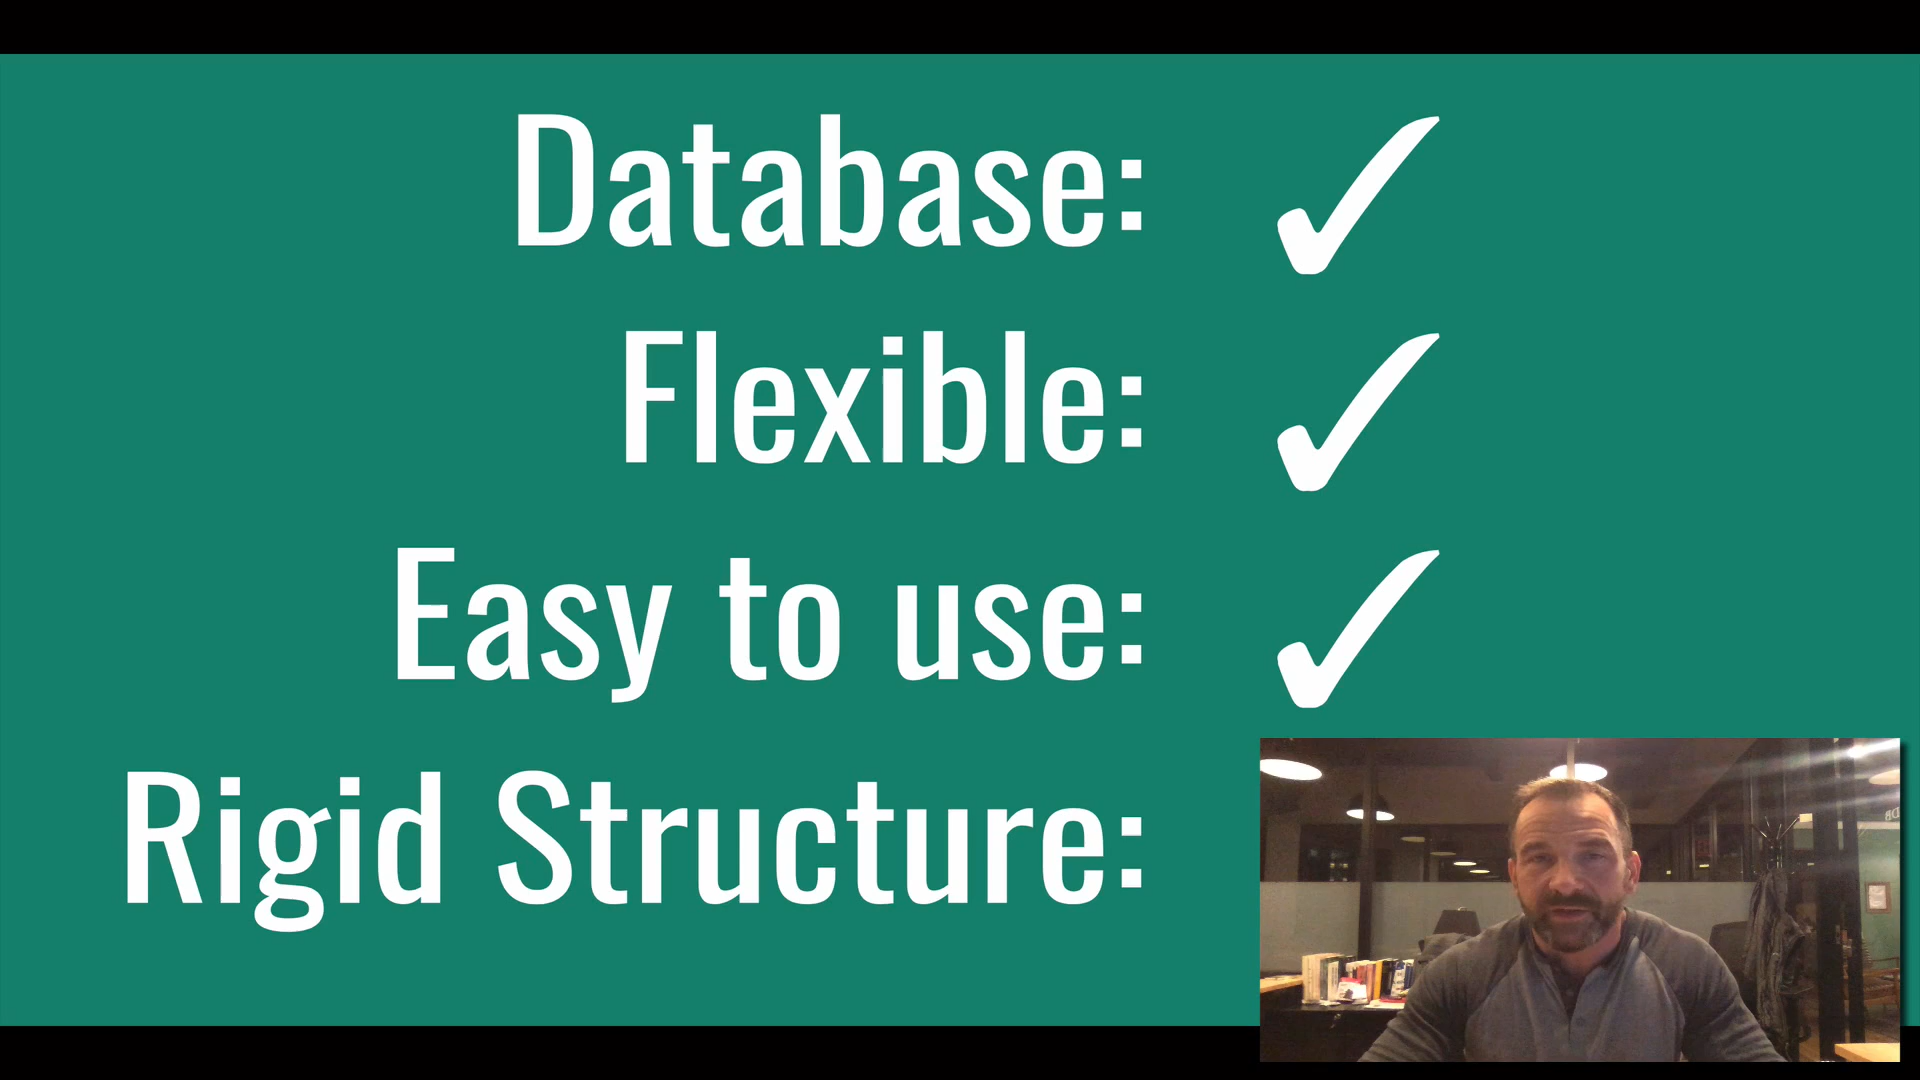 Database: ✓
Flexible: ✓
Easy to use: ✓
Rigid Structure: